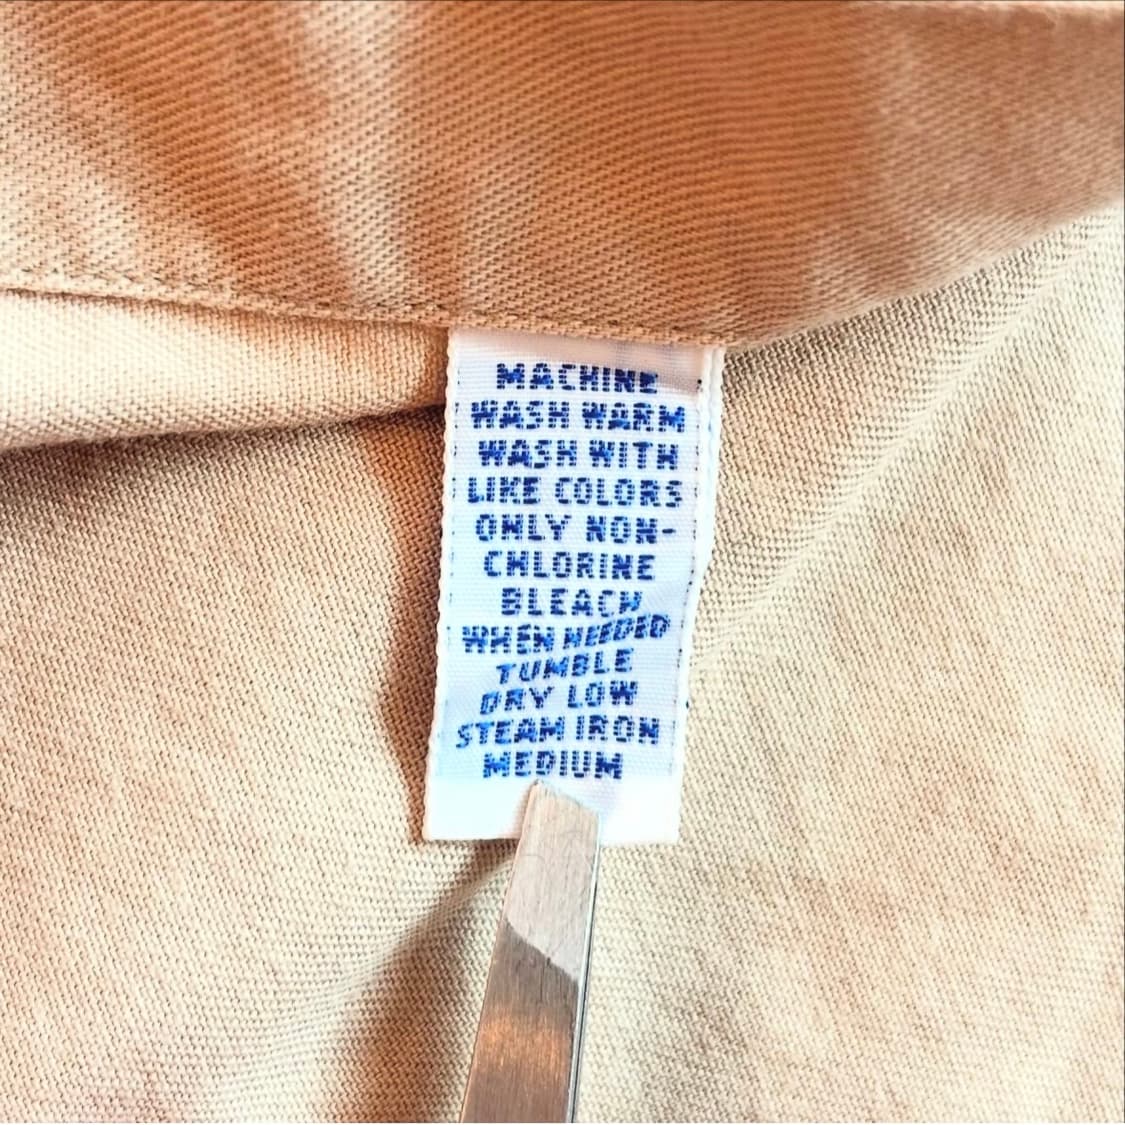 MACHINE
WASH WARM
WASH WITH
LIKE COLORS
ONLY NON-
CHLORINE
BLEACH
WHEN NEEDED
TUMBLE
DRY LOW
STEAM IRON
MEDIUM